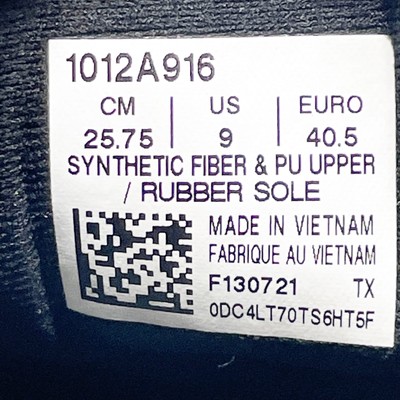 1012A916
CM | US | EURO
25.75 | 9 | 40.5
SYNTHETIC FIBER & PU UPPER
/ RUBBER SOLE
MADE IN VIETNAM
FABRIQUE AU VIETNAM
F130721 TX
0DC4LT70TS6HT5F